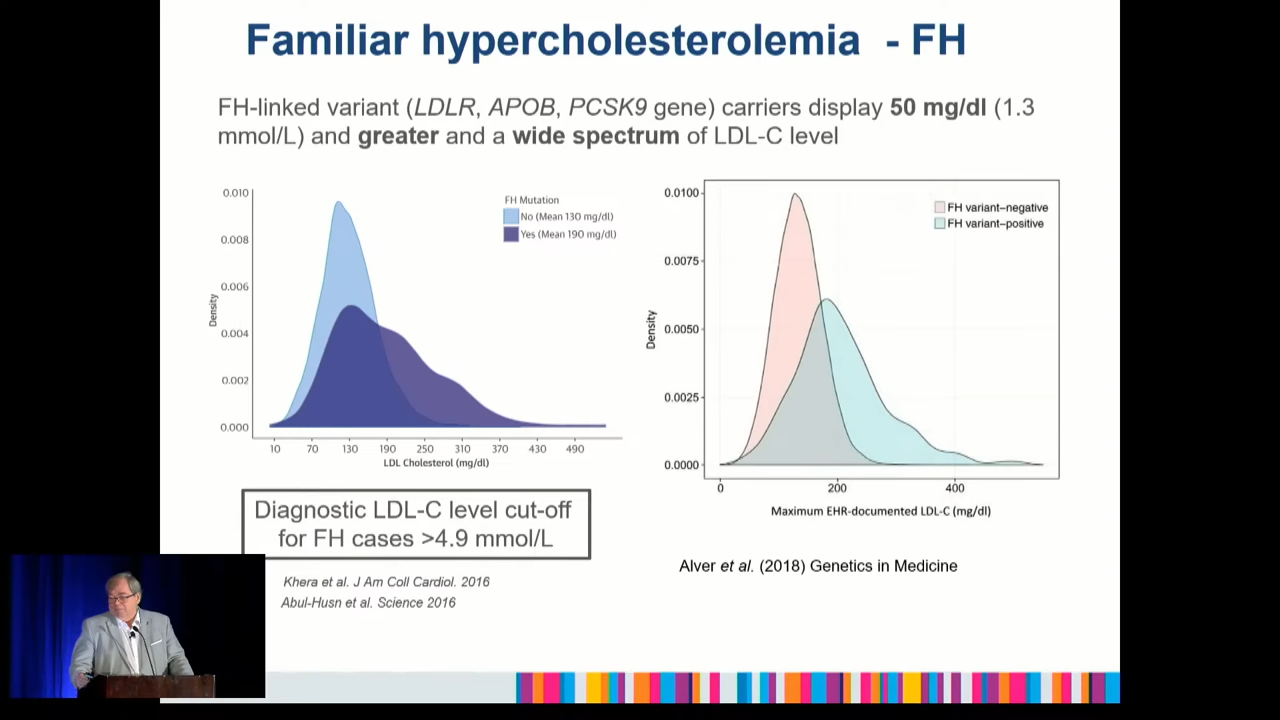 Familiar hypercholesterolemia - FH
FH-linked variant (LDLR, APOB, PCSK9 gene) carriers display 50 mg/dl (1.3
mmol/L) and greater and a wide spectrum of LDL-C level
FH Mutation
No (Mean 130 mg/dl)
Yes (Mean 190 mg/dl)
0.010
0.008
0.006
0.004
0.002
0.000
Density
10 70 130 190 250 310 370 430 490
LDL Cholesterol (mg/dl)
FH variant–negative
FH variant–positive
0.0100
0.0075
0.0050
0.0025
0.0000
Density
0 200 400
Maximum EHR-documented LDL-C (mg/dl)
Diagnostic LDL-C level cut-off
for FH cases >4.9 mmol/L
Khera et al. J Am Coll Cardiol. 2016
Abul-Husn et al. Science 2016
Alver et al. (2018) Genetics in Medicine